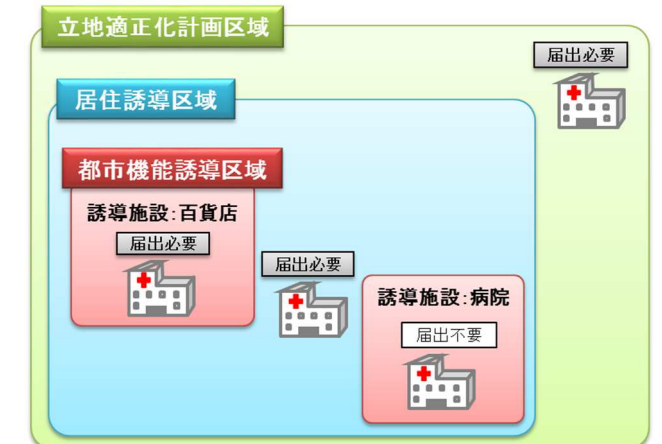 立地適正化計画区域
届出必要
居住誘導区域
都市機能誘導区域
誘導施設:百貨店
届出必要
届出必要
誘導施設:病院
届出不要